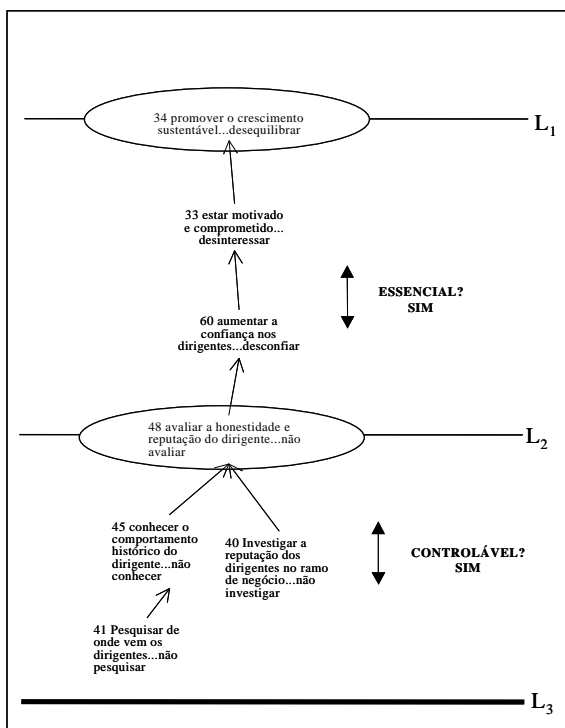 34 promover o crescimento
sustentável...desequilibrar
L1
33 estar motivado
e comprometido...
desinteressar
ESSENCIAL?
SIM
60 aumentar a
confiança nos
dirigentes...desconfiar
48 avaliar a honestidade e
reputação do dirigente...não
avaliar
L2
45 conhecer o
comportamento
histórico do
dirigente...não
conhecer
40 Investigar a
reputação dos
dirigentes no ramo
de negócio...não
investigar
CONTROLÁVEL?
SIM
41 Pesquisar de
onde vem os
dirigentes...não
pesquisar
L3